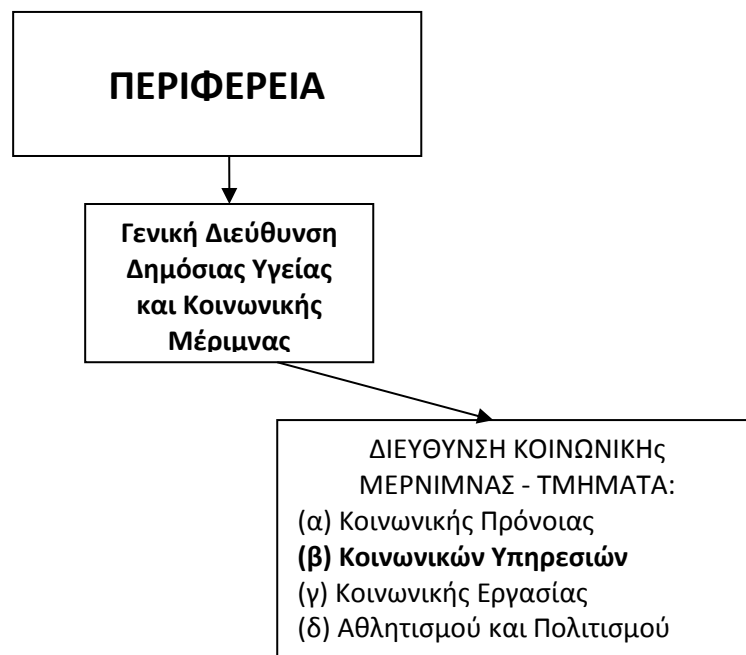 ΠΕΡΙΦΕΡΕΙΑ
Γενική Διεύθυνση
Δημόσιας Υγείας
και Κοινωνικής
Μέριμνας
ΔΙΕΥΘΥΝΣΗ ΚΟΙΝΩΝΙΚΗς
ΜΕΡΝΙΜΝΑΣ - ΤΜΗΜΑΤΑ:
(α) Κοινωνικής Πρόνοιας
(β) Κοινωνικών Υπηρεσιών
(γ) Κοινωνικής Εργασίας
(δ) Αθλητισμού και Πολιτισμού